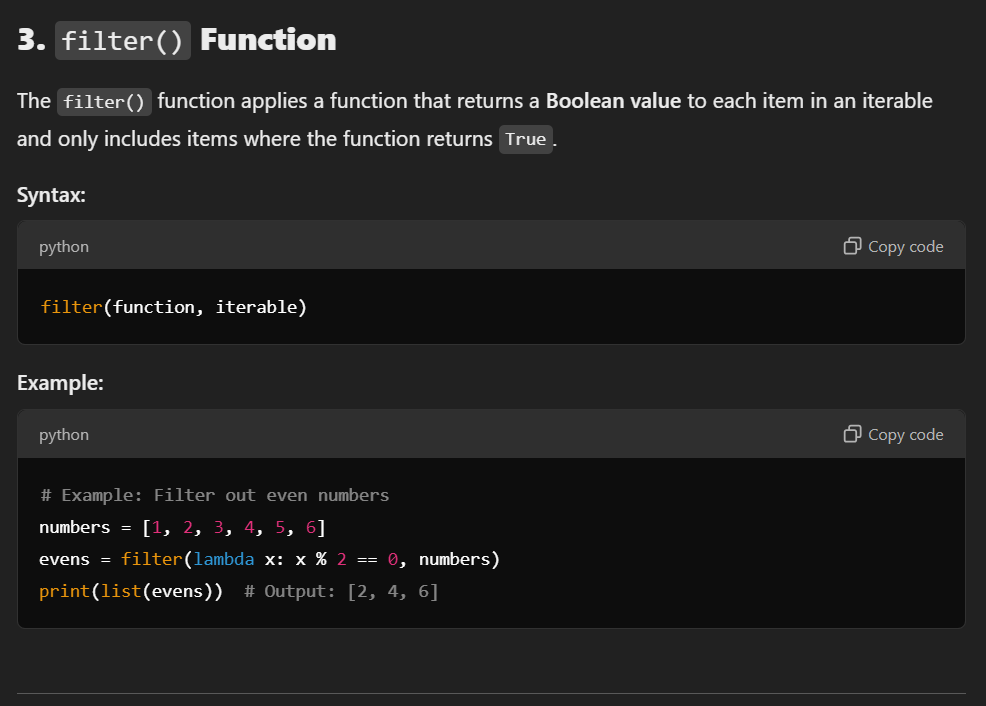 3. filter() Function
The filter() function applies a function that returns a Boolean value to each item in an iterable
and only includes items where the function returns True.
Syntax:
python Copy code
filter(function, iterable)
Example:
python Copy code
# Example: Filter out even numbers
numbers = [1, 2, 3, 4, 5, 6]
evens = filter(lambda x: x % 2 == 0, numbers)
print(list(evens))  # Output: [2, 4, 6]